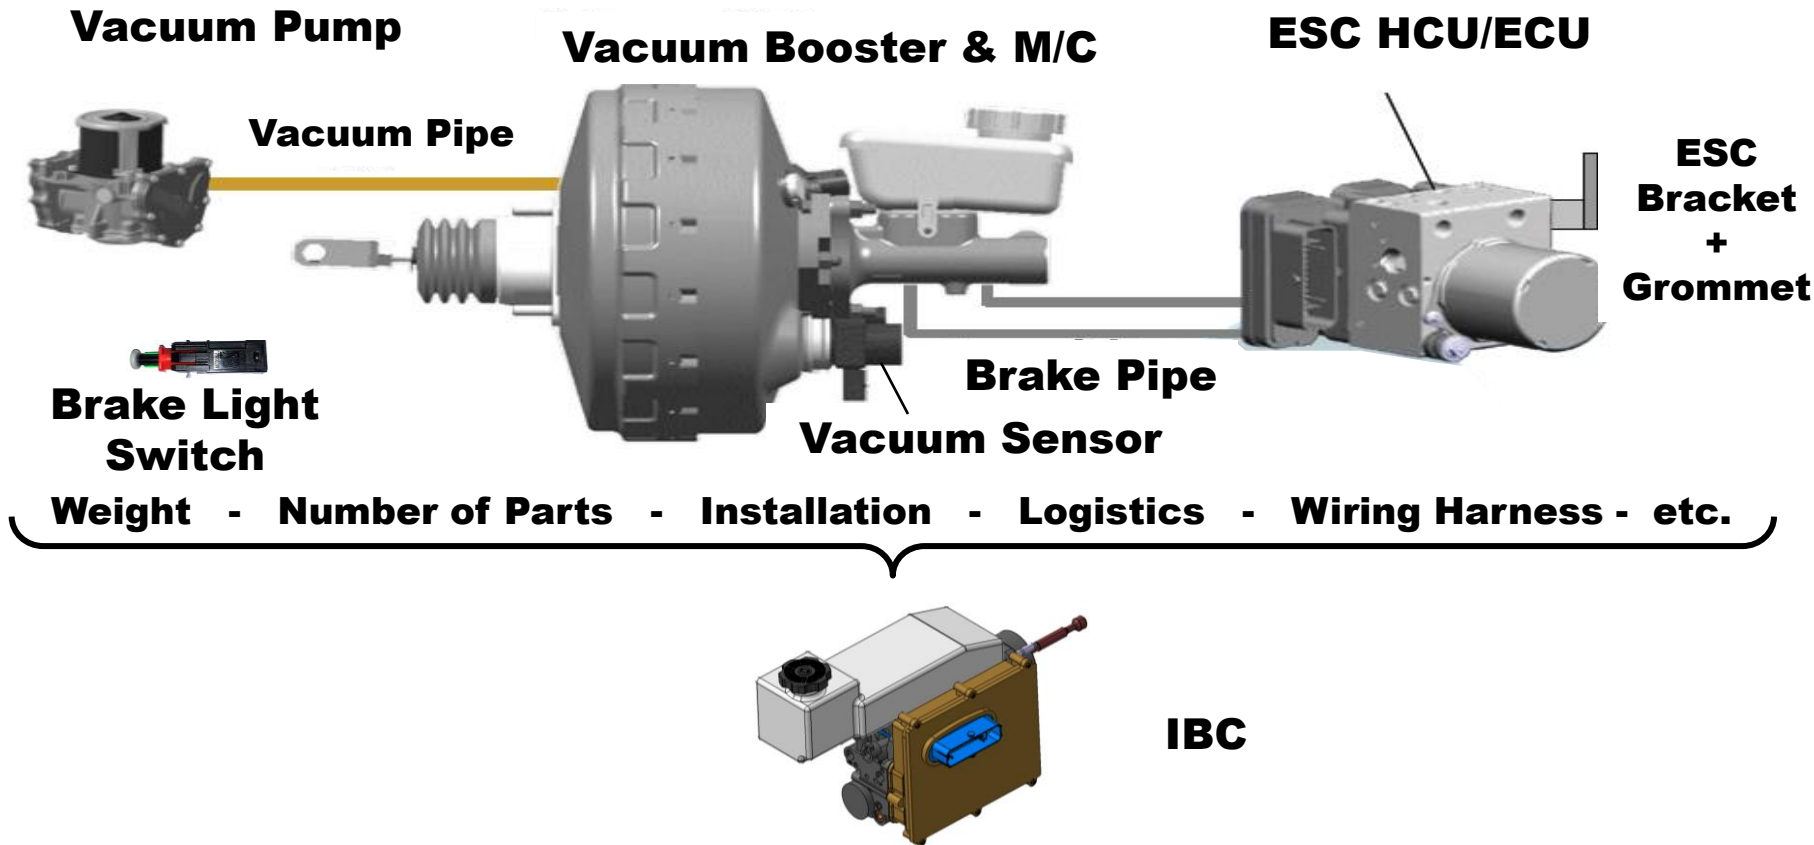 Vacuum Pump
Vacuum Booster & M/C
ESC HCU/ECU
Vacuum Pipe
ESC
Bracket
+
Grommet
Brake Pipe
Brake Light
Switch
Vacuum Sensor
Weight - Number of Parts - Installation - Logistics - Wiring Harness - etc.
IBC